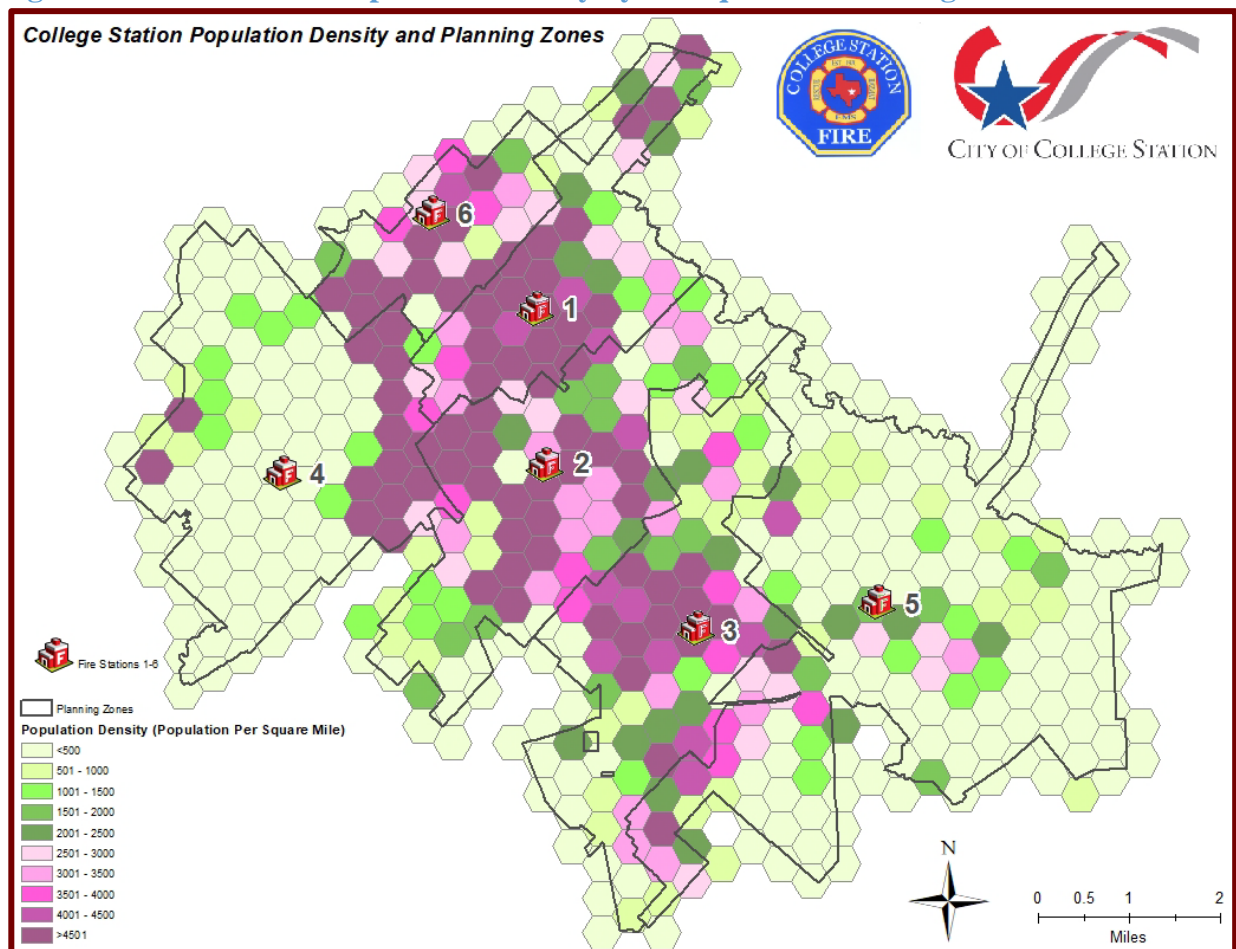 College Station Population Density and Planning Zones
COLLEGE STATION
EST. 1970
RESCUE
EMS
FIRE
CITY OF COLLEGE STATION
6
1
2
4
5
3
Fire Stations 1-6
Planning Zones
Population Density (Population Per Square Mile)
<500
501 - 1000
1001 - 1500
1501 - 2000
2001 - 2500
2501 - 3000
3001 - 3500
3501 - 4000
4001 - 4500
>4501
N
0 0.5 1 2
Miles